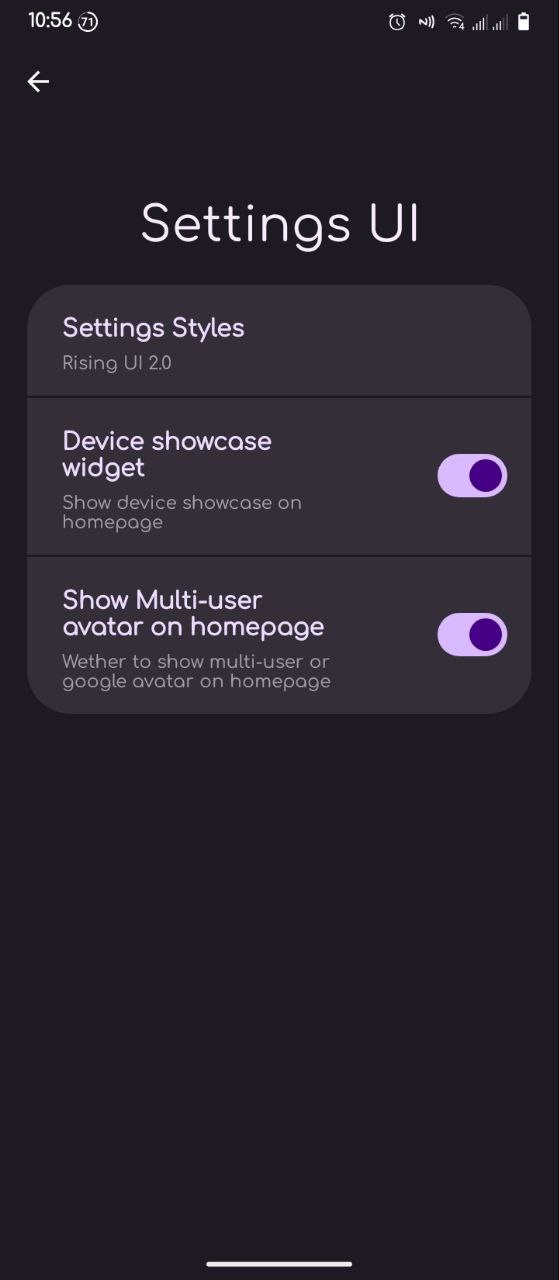 10:56 71
Settings UI
Settings Styles
Rising UI 2.0
Device showcase
widget
Show device showcase on
homepage
Show Multi-user
avatar on homepage
Wether to show multi-user or
google avatar on homepage